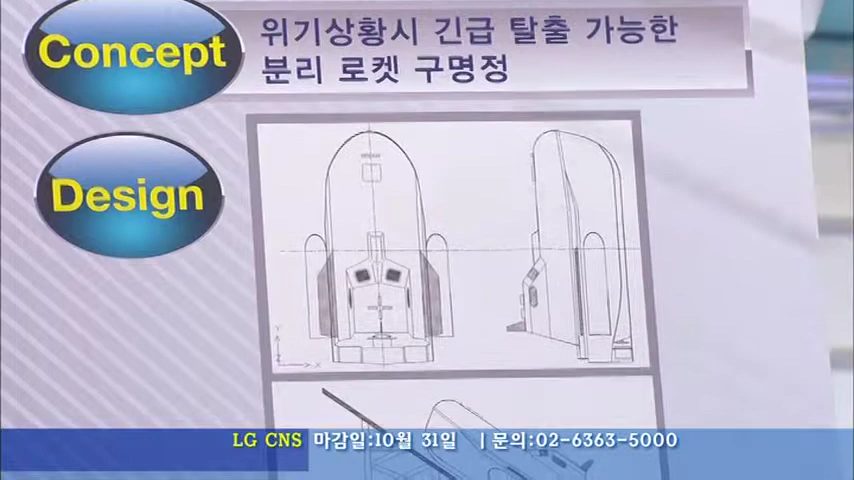 Concept
위기상황시 긴급 탈출 가능한
분리 로켓 구명정
Design
LG CNS 마감일:10월 31일 | 문의:02-6363-5000